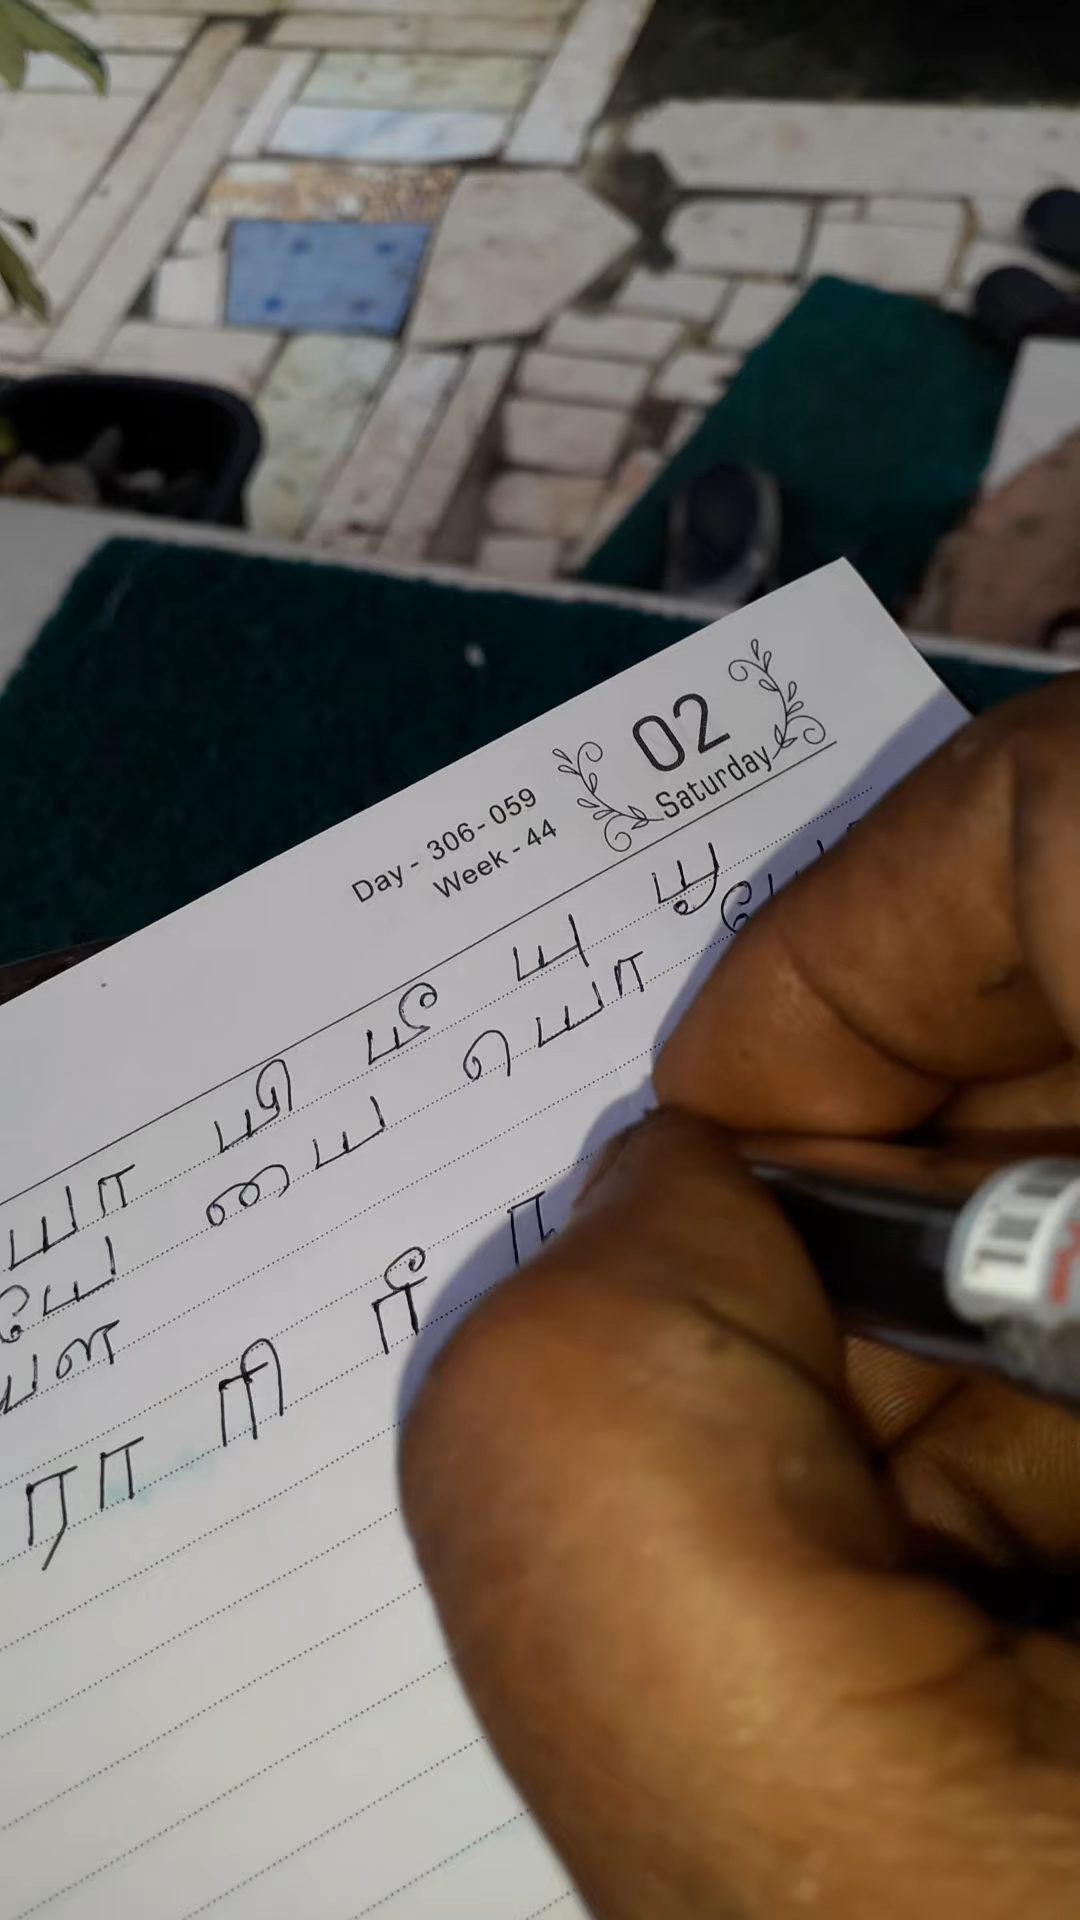 02
Saturday
Day - 306-059
Week - 44
யா யி யீ யு யூ
யே யை யொ
யௌ
ரா ரி ரீ